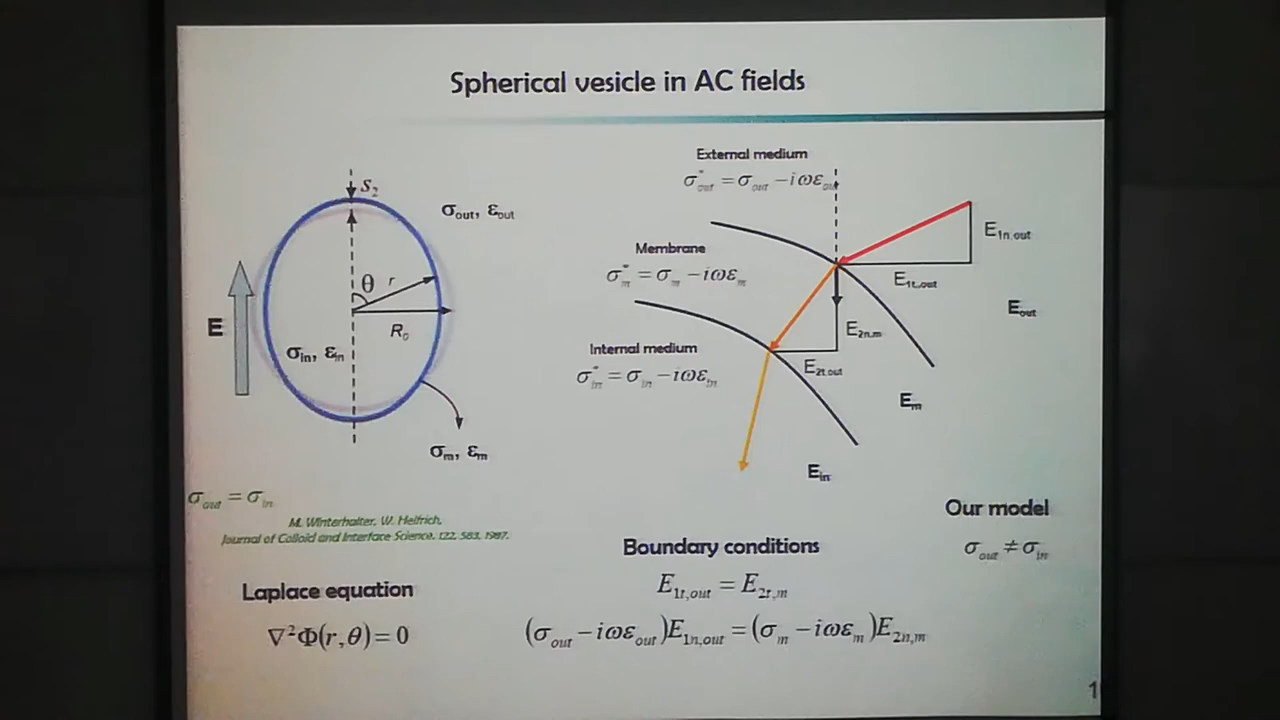 Spherical vesicle in AC fields
s₂
σout, εout
θ r
E
R₀
σin, εin
σm, εm
External medium
σ*out = σout − iωεout
Membrane
σ*m = σm − iωεm
Internal medium
σ*in = σin − iωεin
E1n,out
E1t,out
Eout
E2n,m
E2t,out
Em
Ein
σout = σin
M. Winterhalter, W. Helfrich,
Journal of Colloid and Interface Science, 122, 583, 1987.
Our model
σout ≠ σin
Boundary conditions
E1t,out = E2t,m
(σout − iωεout)E1n,out = (σm − iωεm)E2n,m
Laplace equation
∇²Φ(r,θ) = 0
1